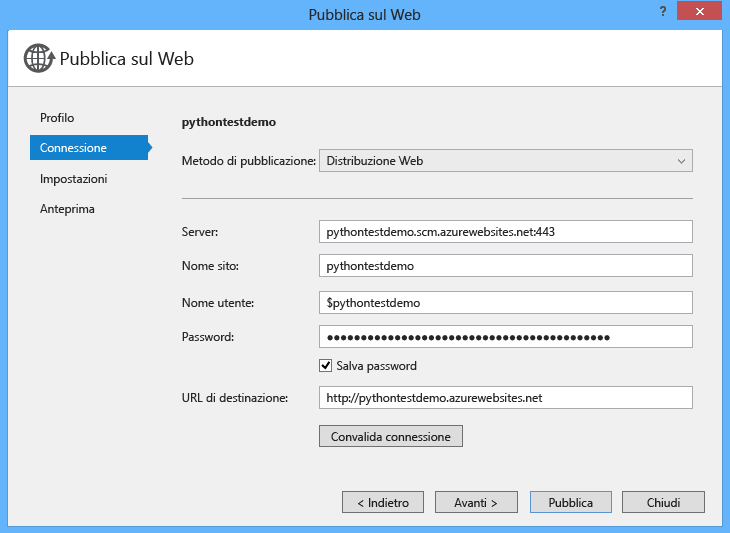 Pubblica sul Web
?
Pubblica sul Web
Profilo
Connessione
Impostazioni
Anteprima
pythontestdemo
Metodo di pubblicazione: Distribuzione Web
Server: pythontestdemo.scm.azurewebsites.net:443
Nome sito: pythontestdemo
Nome utente: $pythontestdemo
Password: ●●●●●●●●●●●●●●●●●●●●●●●●●●●●●●●●●●●●●●●●●●
Salva password
URL di destinazione: http://pythontestdemo.azurewebsites.net
Convalida connessione
< Indietro Avanti > Pubblica Chiudi